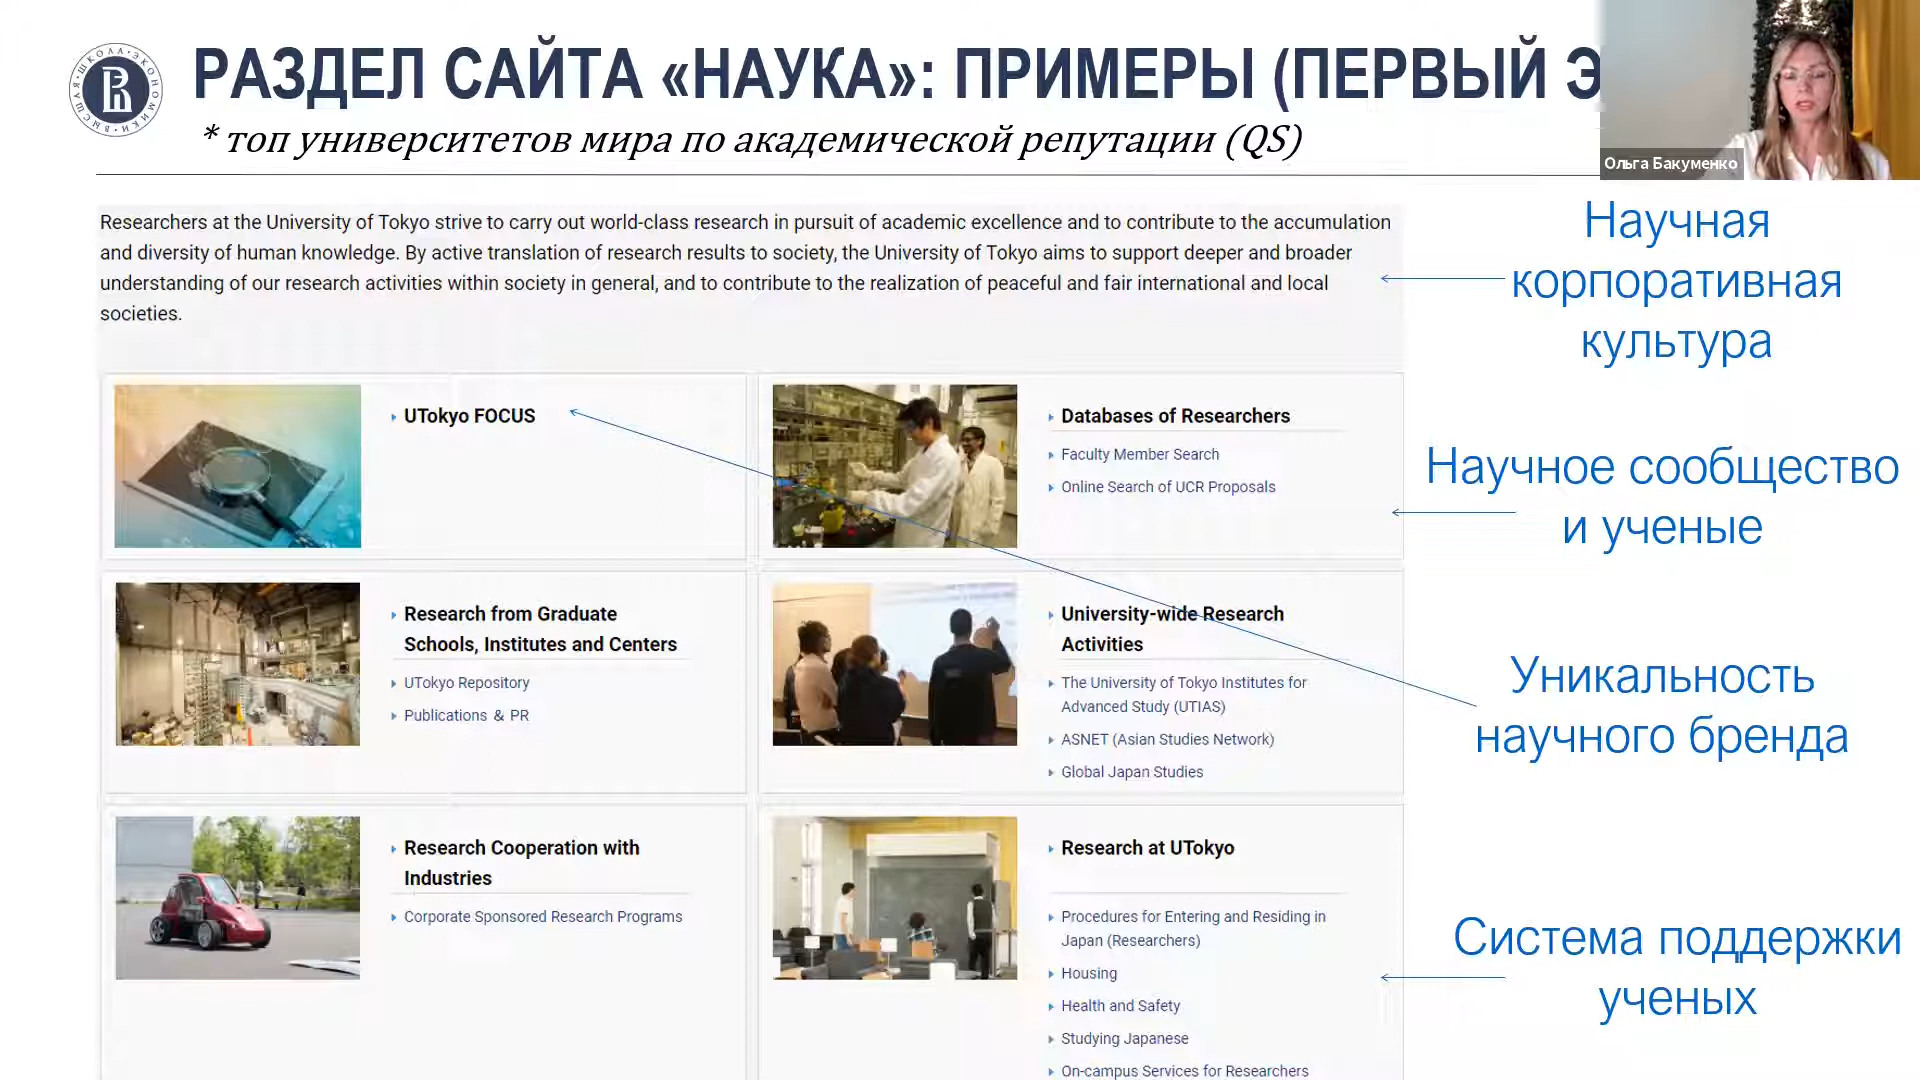 ВЫСШАЯ · ШКОЛА · ЭКОНОМИКИ
РАЗДЕЛ САЙТА «НАУКА»: ПРИМЕРЫ (ПЕРВЫЙ Э
* топ университетов мира по академической репутации (QS)
Ольга Бакуменко
Researchers at the University of Tokyo strive to carry out world-class research in pursuit of academic excellence and to contribute to the accumulation
and diversity of human knowledge. By active translation of research results to society, the University of Tokyo aims to support deeper and broader
understanding of our research activities within society in general, and to contribute to the realization of peaceful and fair international and local
societies.
Научная
корпоративная
культура
UTokyo FOCUS
Databases of Researchers
Faculty Member Search
Online Search of UCR Proposals
Научное сообщество
и ученые
Research from Graduate
Schools, Institutes and Centers
UTokyo Repository
Publications & PR
University-wide Research
Activities
The University of Tokyo Institutes for
Advanced Study (UTIAS)
ASNET (Asian Studies Network)
Global Japan Studies
Уникальность
научного бренда
Research Cooperation with
Industries
Corporate Sponsored Research Programs
Research at UTokyo
Procedures for Entering and Residing in
Japan (Researchers)
Housing
Health and Safety
Studying Japanese
On-campus Services for Researchers
Система поддержки
ученых